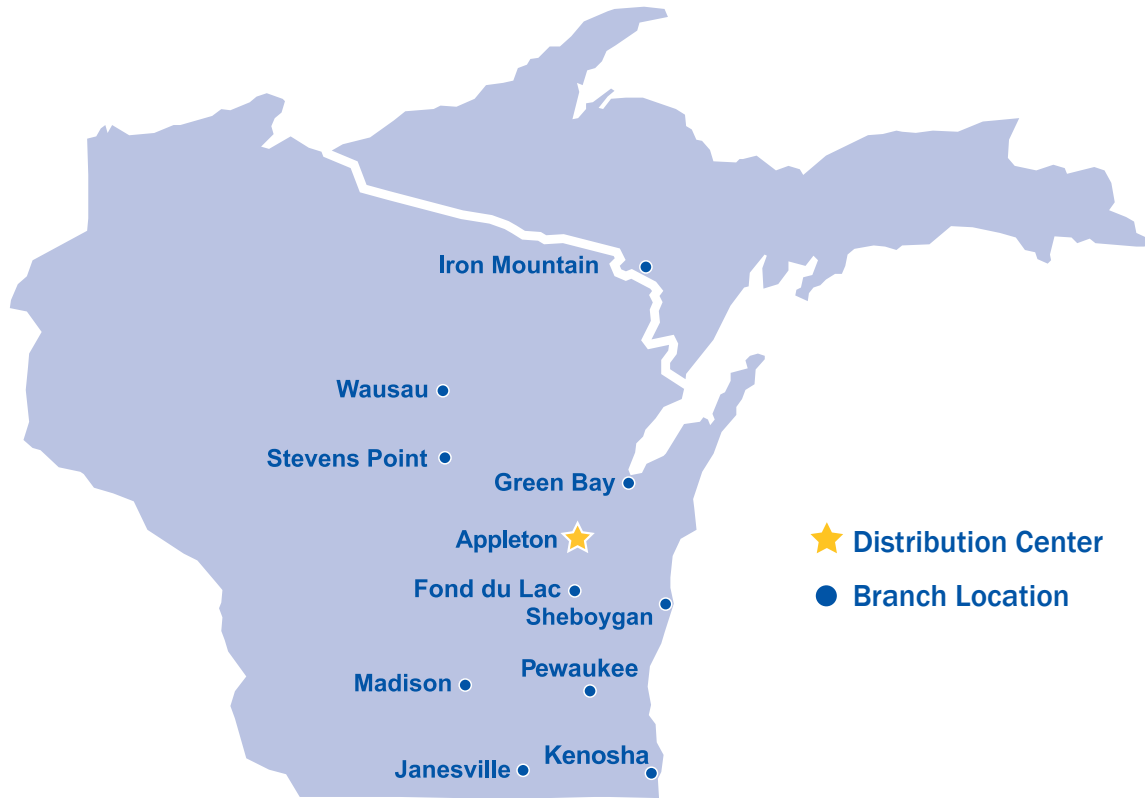 Iron Mountain
Wausau
Stevens Point
Green Bay
Appleton
Distribution Center
Fond du Lac
Branch Location
Sheboygan
Pewaukee
Madison
Kenosha
Janesville